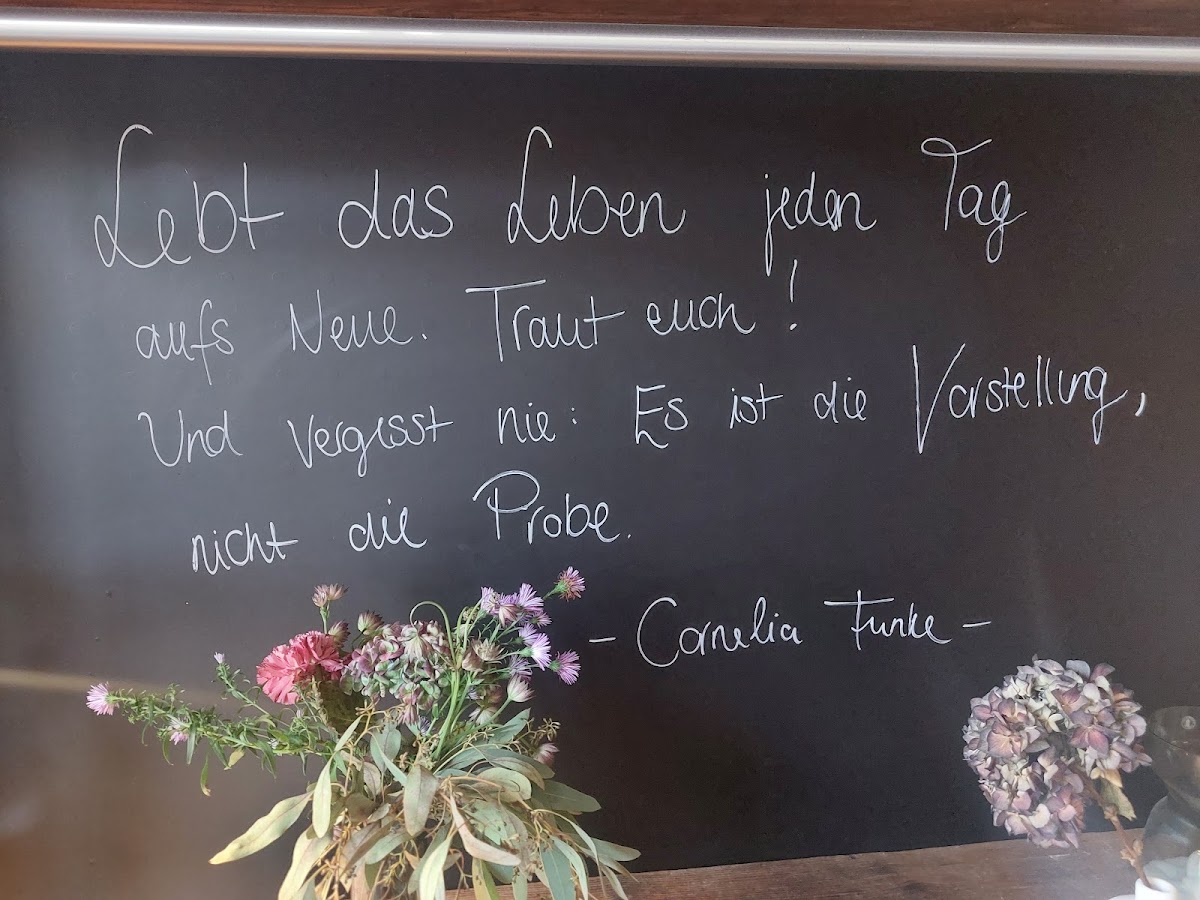 Lebt das Leben jeden Tag
aufs Neue. Traut euch!
Und vergesst nie: Es ist die Vorstellung,
nicht die Probe.
- Cornelia Funke -